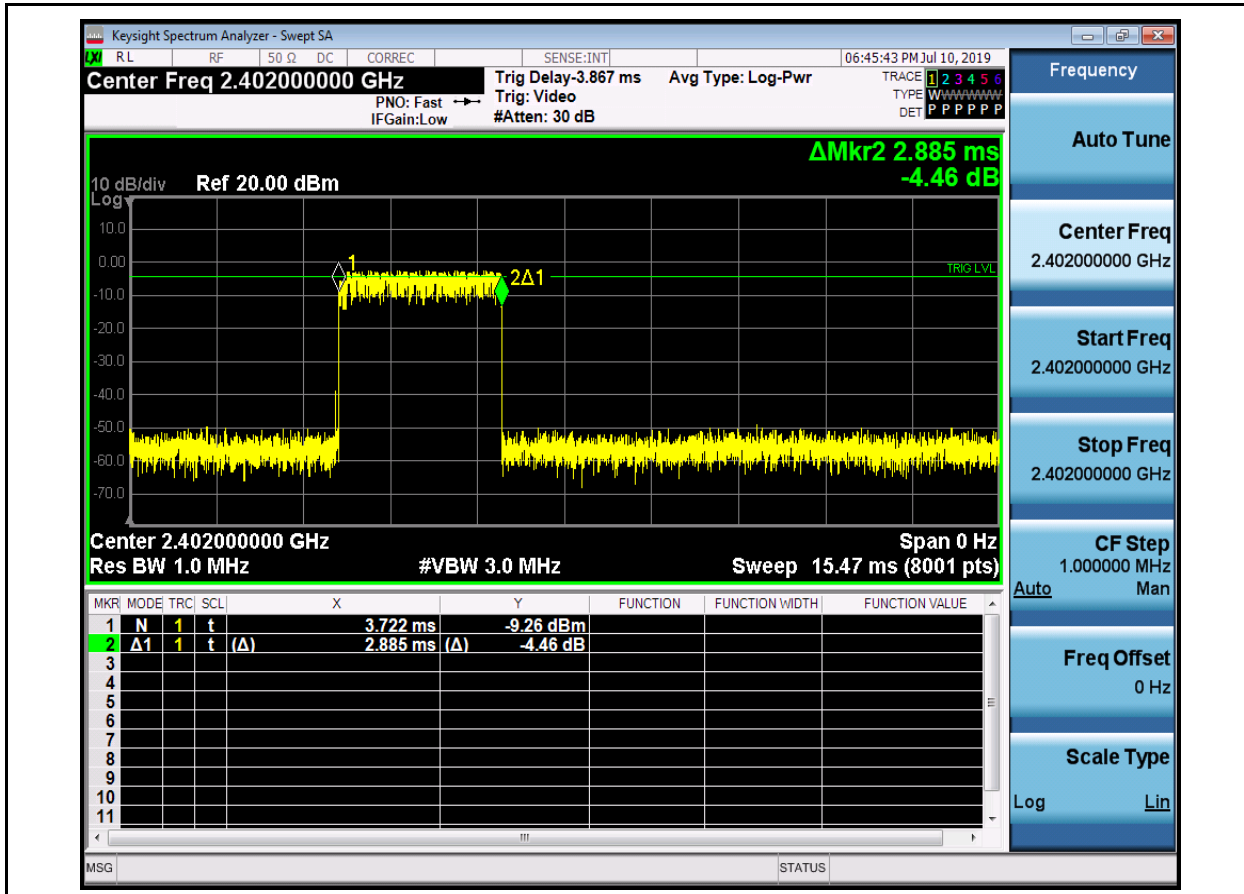 Keysight Spectrum Analyzer - Swept SA
LXI RL RF 50 Ω DC CORREC SENSE:INT 06:45:43 PM Jul 10, 2019
Center Freq 2.402000000 GHz
PNO: Fast
IFGain:Low
Trig Delay-3.867 ms
Trig: Video
#Atten: 30 dB
Avg Type: Log-Pwr
TRACE 1 2 3 4 5 6
TYPE WWWWWW
DET P P P P P P
ΔMkr2 2.885 ms
-4.46 dB
10 dB/div Ref 20.00 dBm
Log
10.0
0.00
-10.0
-20.0
-30.0
-40.0
-50.0
-60.0
-70.0
1
2Δ1
TRIG LVL
Center 2.402000000 GHz Span 0 Hz
Res BW 1.0 MHz #VBW 3.0 MHz Sweep 15.47 ms (8001 pts)
MKR MODE TRC SCL X Y FUNCTION FUNCTION WIDTH FUNCTION VALUE
1 N 1 t 3.722 ms -9.26 dBm
2 Δ1 1 t (Δ) 2.885 ms (Δ) -4.46 dB
3
4
5
6
7
8
9
10
11
MSG STATUS
Frequency
Auto Tune
Center Freq
2.402000000 GHz
Start Freq
2.402000000 GHz
Stop Freq
2.402000000 GHz
CF Step
1.000000 MHz
Auto Man
Freq Offset
0 Hz
Scale Type
Log Lin